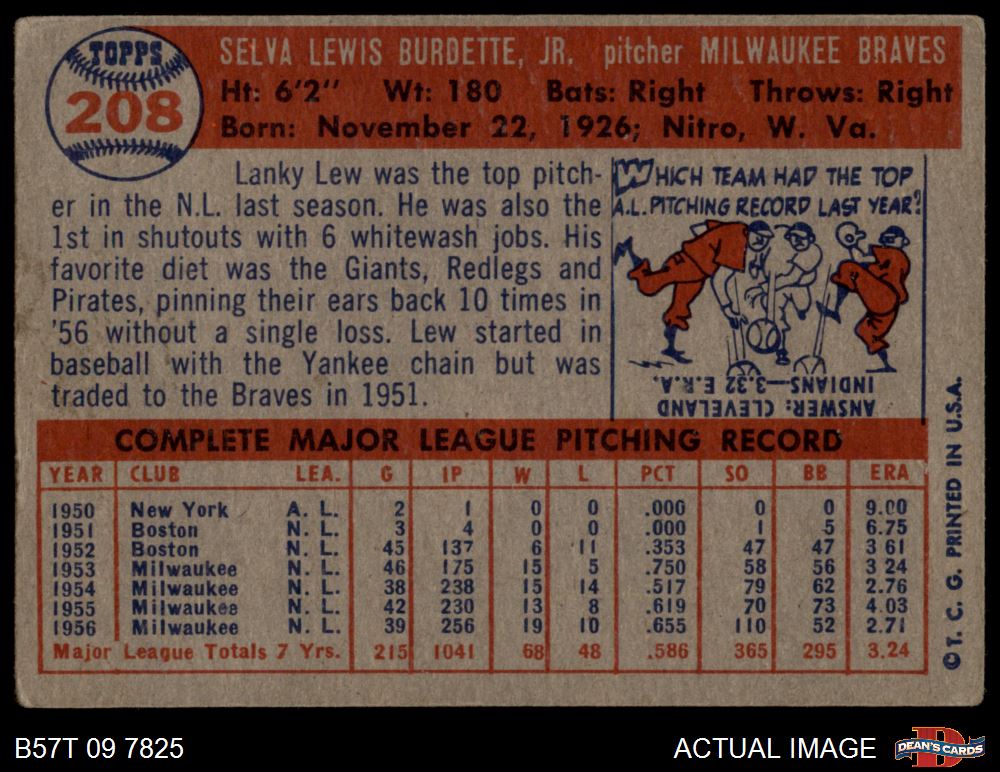 TOPPS
208
SELVA LEWIS BURDETTE, JR. pitcher MILWAUKEE BRAVES
Ht: 6'2" Wt: 180 Bats: Right Throws: Right
Born: November 22, 1926; Nitro, W. Va.
Lanky Lew was the top pitch-
er in the N.L. last season. He was also the
1st in shutouts with 6 whitewash jobs. His
favorite diet was the Giants, Redlegs and
Pirates, pinning their ears back 10 times in
'56 without a single loss. Lew started in
baseball with the Yankee chain but was
traded to the Braves in 1951.
WHICH TEAM HAD THE TOP
A.L. PITCHING RECORD LAST YEAR?
ANSWER: CLEVELAND
INDIANS—3.32 E.R.A.
COMPLETE MAJOR LEAGUE PITCHING RECORD
YEAR CLUB LEA. G IP W L PCT SO BB ERA
1950 New York A. L. 2 1 0 0 .000 0 0 9.00
1951 Boston N. L. 3 4 0 0 .000 1 5 6.75
1952 Boston N. L. 45 137 6 11 .353 47 47 3 61
1953 Milwaukee N. L. 46 175 15 5 .750 58 56 3 24
1954 Milwaukee N. L. 38 238 15 14 .517 79 62 2.76
1955 Milwaukee N. L. 42 230 13 8 .619 70 73 4.03
1956 Milwaukee N. L. 39 256 19 10 .655 110 52 2.71
Major League Totals 7 Yrs. 215 1041 68 48 .586 365 295 3.24
© T. C. G. PRINTED IN U.S.A.
B57T 09 7825
ACTUAL IMAGE
DEAN'S CARDS